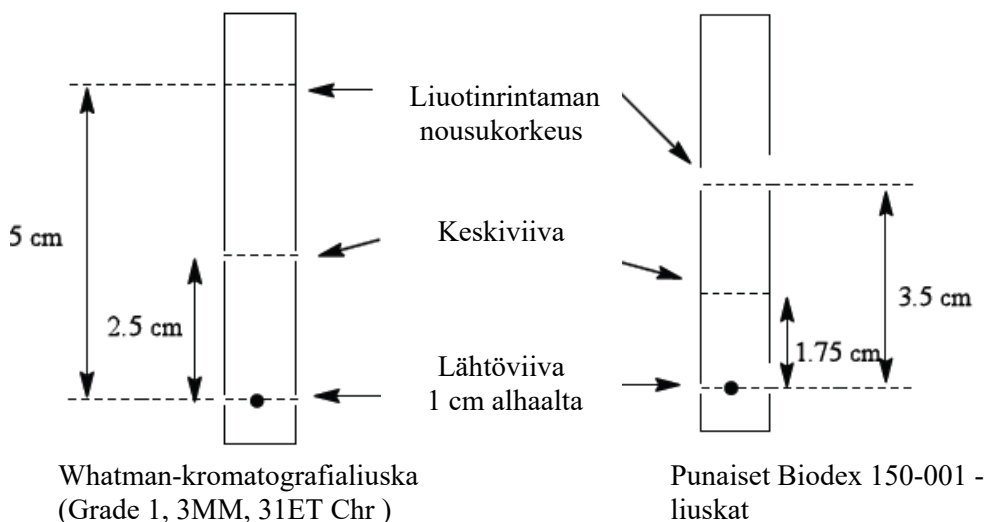 Liuotinrintaman
nousukorkeus
5 cm
Keskiviiva
3.5 cm
2.5 cm
1.75 cm
Lähtöviiva
1 cm alhaalta
Whatman-kromatografialiuska
(Grade 1, 3MM, 31ET Chr )
Punaiset Biodex 150-001 -
liuskat